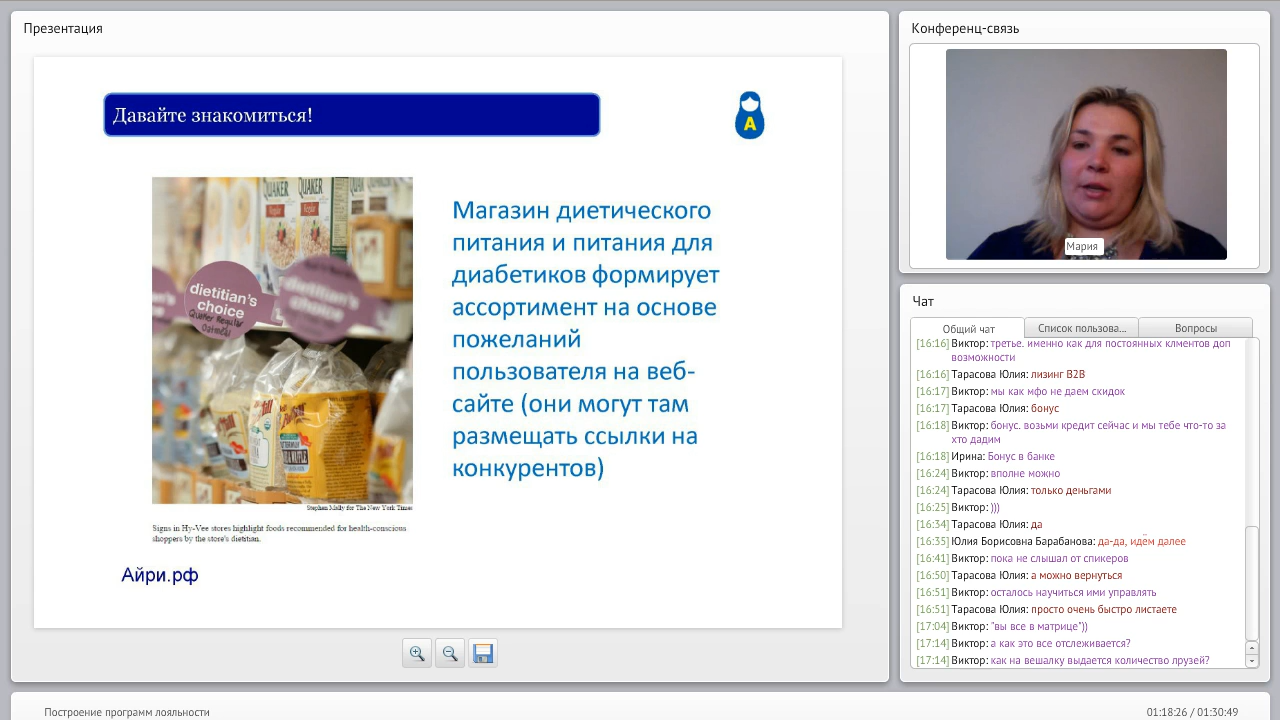 Презентация
Давайте знакомиться!
A
QUAKER
QUAKER
dietitian's
choice
Quaker Regular
Oatmeal
Магазин диетического
питания и питания для
диабетиков формирует
ассортимент на основе
пожеланий
пользователя на веб-
сайте (они могут там
размещать ссылки на
конкурентов)
Stephen Mally for The New York Times
Signs in Hy-Vee stores highlight foods recommended for health-conscious
shoppers by the store's dietitian.
Айри.рф
Конференц-связь
Мария
Чат
Общий чат
Список пользова...
Вопросы
[16:16] Виктор: третье. именно как для постоянных клментов доп
возможности
[16:16] Тарасова Юлия: лизинг B2B
[16:17] Виктор: мы как мфо не даем скидок
[16:17] Тарасова Юлия: бонус
[16:18] Виктор: бонус. возьми кредит сейчас и мы тебе что-то за
хто дадим
[16:18] Ирина: Бонус в банке
[16:24] Виктор: вполне можно
[16:24] Тарасова Юлия: только деньгами
[16:25] Виктор: )))
[16:34] Тарасова Юлия: да
[16:35] Юлия Борисовна Барабанова: да-да, идём далее
[16:41] Виктор: пока не слышал от спикеров
[16:50] Тарасова Юлия: а можно вернуться
[16:51] Виктор: осталось научиться ими управлять
[16:51] Тарасова Юлия: просто очень быстро листаете
[17:04] Виктор: "вы все в матрице"))
[17:14] Виктор: а как это все отслеживается?
[17:14] Виктор: как на вешалку выдается количество лрузей?
Построение программ лояльности
01:18:26 / 01:30:49